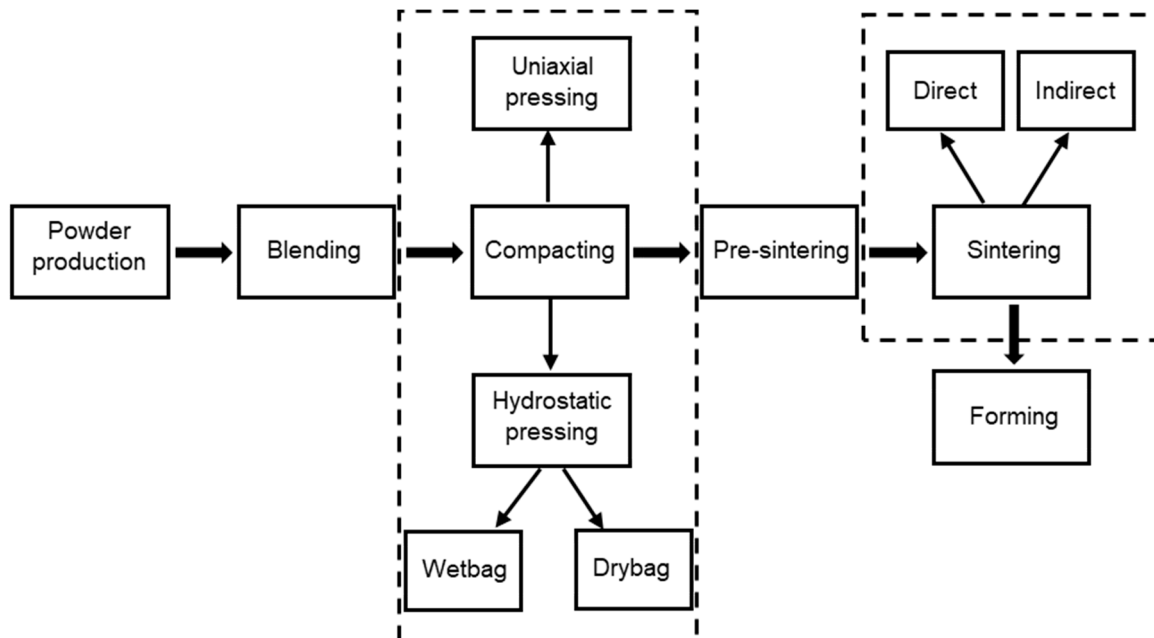 Uniaxial
pressing
Direct
Indirect
Powder
production
Blending
Compacting
Pre-sintering
Sintering
Hydrostatic
pressing
Forming
Wetbag
Drybag